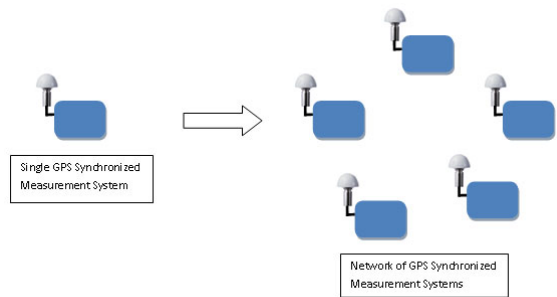 Single GPS Synchronized
Measurement System
Network of GPS Synchronized
Measurement Systems